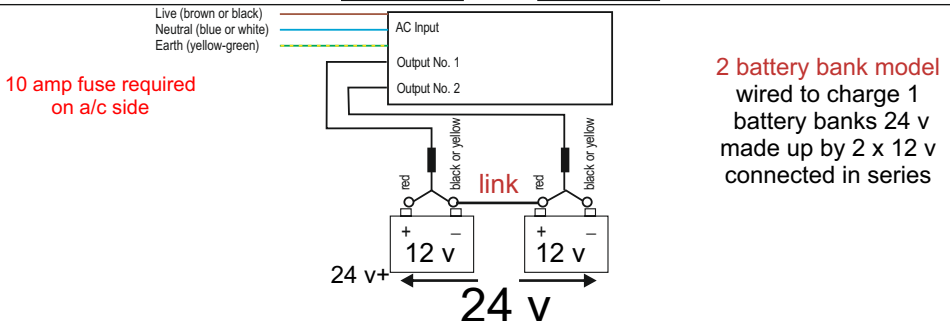 Live (brown or black)
Neutral (blue or white)
Earth (yellow-green)
AC Input
Output No. 1
Output No. 2
10 amp fuse required
on a/c side
2 battery bank model
wired to charge 1
battery banks 24 v
made up by 2 x 12 v
connected in series
red
black or yellow
link
red
black or yellow
+ –
12 v
+ –
12 v
24 v+
24 v